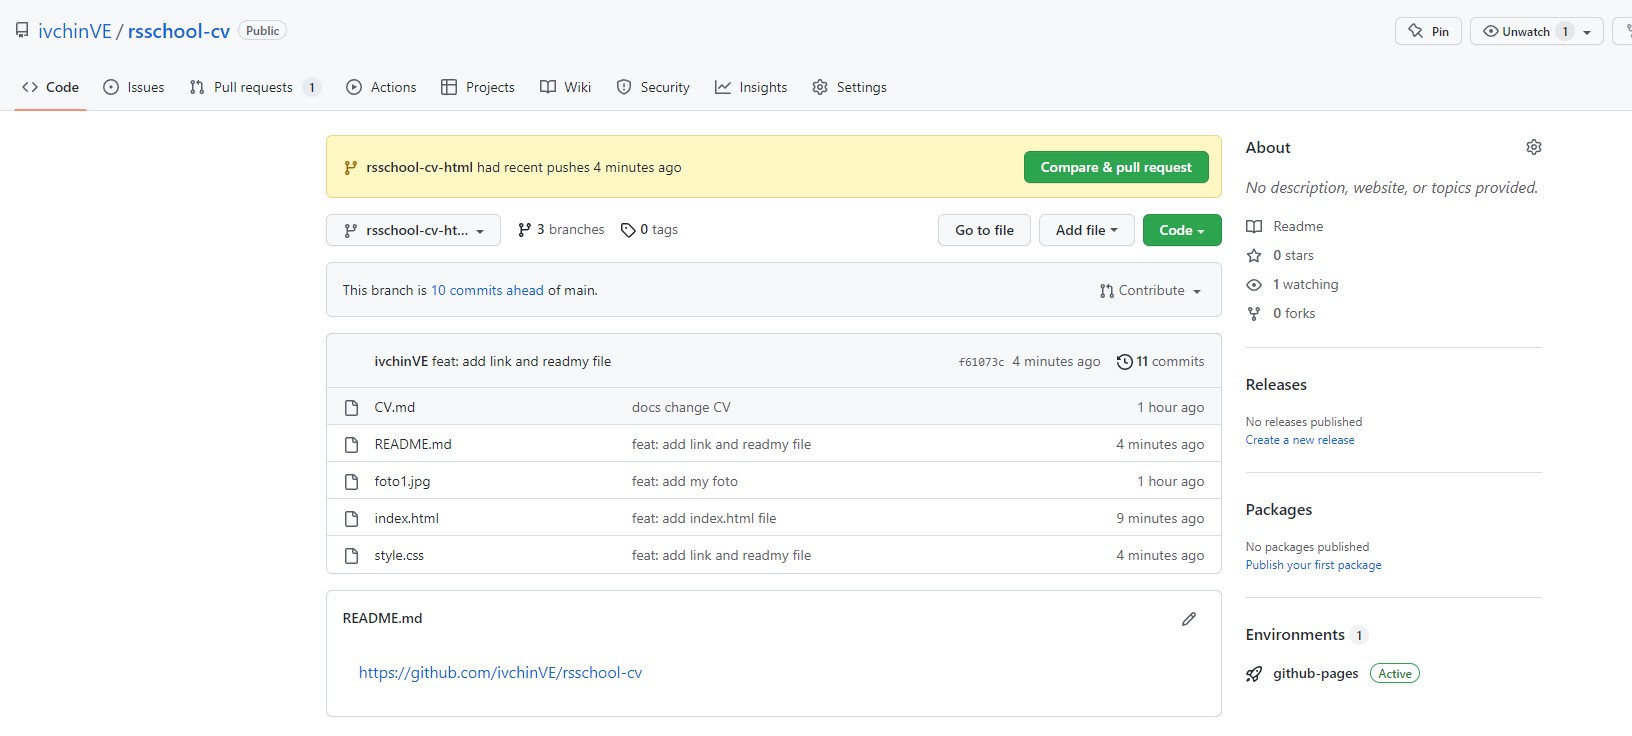 ivchinVE / rsschool-cv Public
Pin
Unwatch 1
Code
Issues
Pull requests 1
Actions
Projects
Wiki
Security
Insights
Settings
rsschool-cv-html had recent pushes 4 minutes ago
Compare & pull request
rsschool-cv-ht...
3 branches
0 tags
Go to file
Add file
Code
This branch is 10 commits ahead of main.
Contribute
ivchinVE feat: add link and readmy file f61073c 4 minutes ago 11 commits
CV.md docs change CV 1 hour ago
README.md feat: add link and readmy file 4 minutes ago
foto1.jpg feat: add my foto 1 hour ago
index.html feat: add index.html file 9 minutes ago
style.css feat: add link and readmy file 4 minutes ago
README.md
https://github.com/ivchinVE/rsschool-cv
About
No description, website, or topics provided.
Readme
0 stars
1 watching
0 forks
Releases
No releases published
Create a new release
Packages
No packages published
Publish your first package
Environments 1
github-pages Active